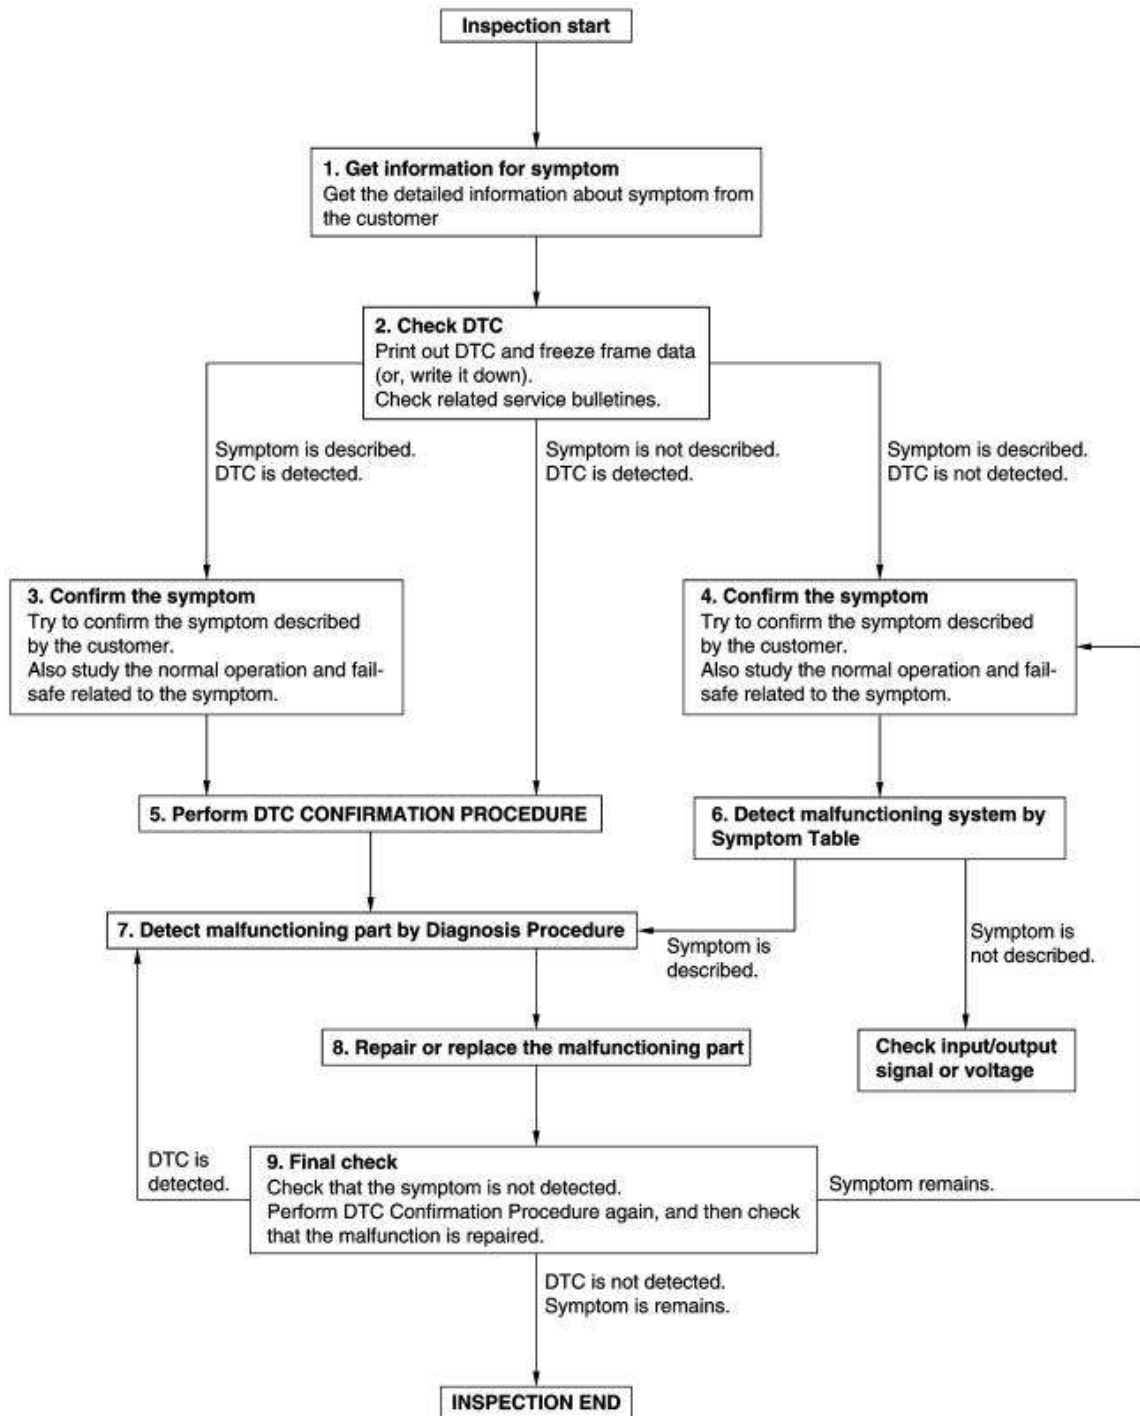 Inspection start
1. Get information for symptom
Get the detailed information about symptom from
the customer
2. Check DTC
Print out DTC and freeze frame data
(or, write it down).
Check related service bulletines.
Symptom is described.
DTC is detected.
Symptom is not described.
DTC is detected.
Symptom is described.
DTC is not detected.
3. Confirm the symptom
Try to confirm the symptom described
by the customer.
Also study the normal operation and fail-
safe related to the symptom.
4. Confirm the symptom
Try to confirm the symptom described
by the customer.
Also study the normal operation and fail-
safe related to the symptom.
5. Perform DTC CONFIRMATION PROCEDURE
6. Detect malfunctioning system by
Symptom Table
7. Detect malfunctioning part by Diagnosis Procedure
Symptom is
described.
Symptom is
not described.
8. Repair or replace the malfunctioning part
Check input/output
signal or voltage
DTC is
detected.
9. Final check
Check that the symptom is not detected.
Perform DTC Confirmation Procedure again, and then check
that the malfunction is repaired.
Symptom remains.
DTC is not detected.
Symptom is remains.
INSPECTION END